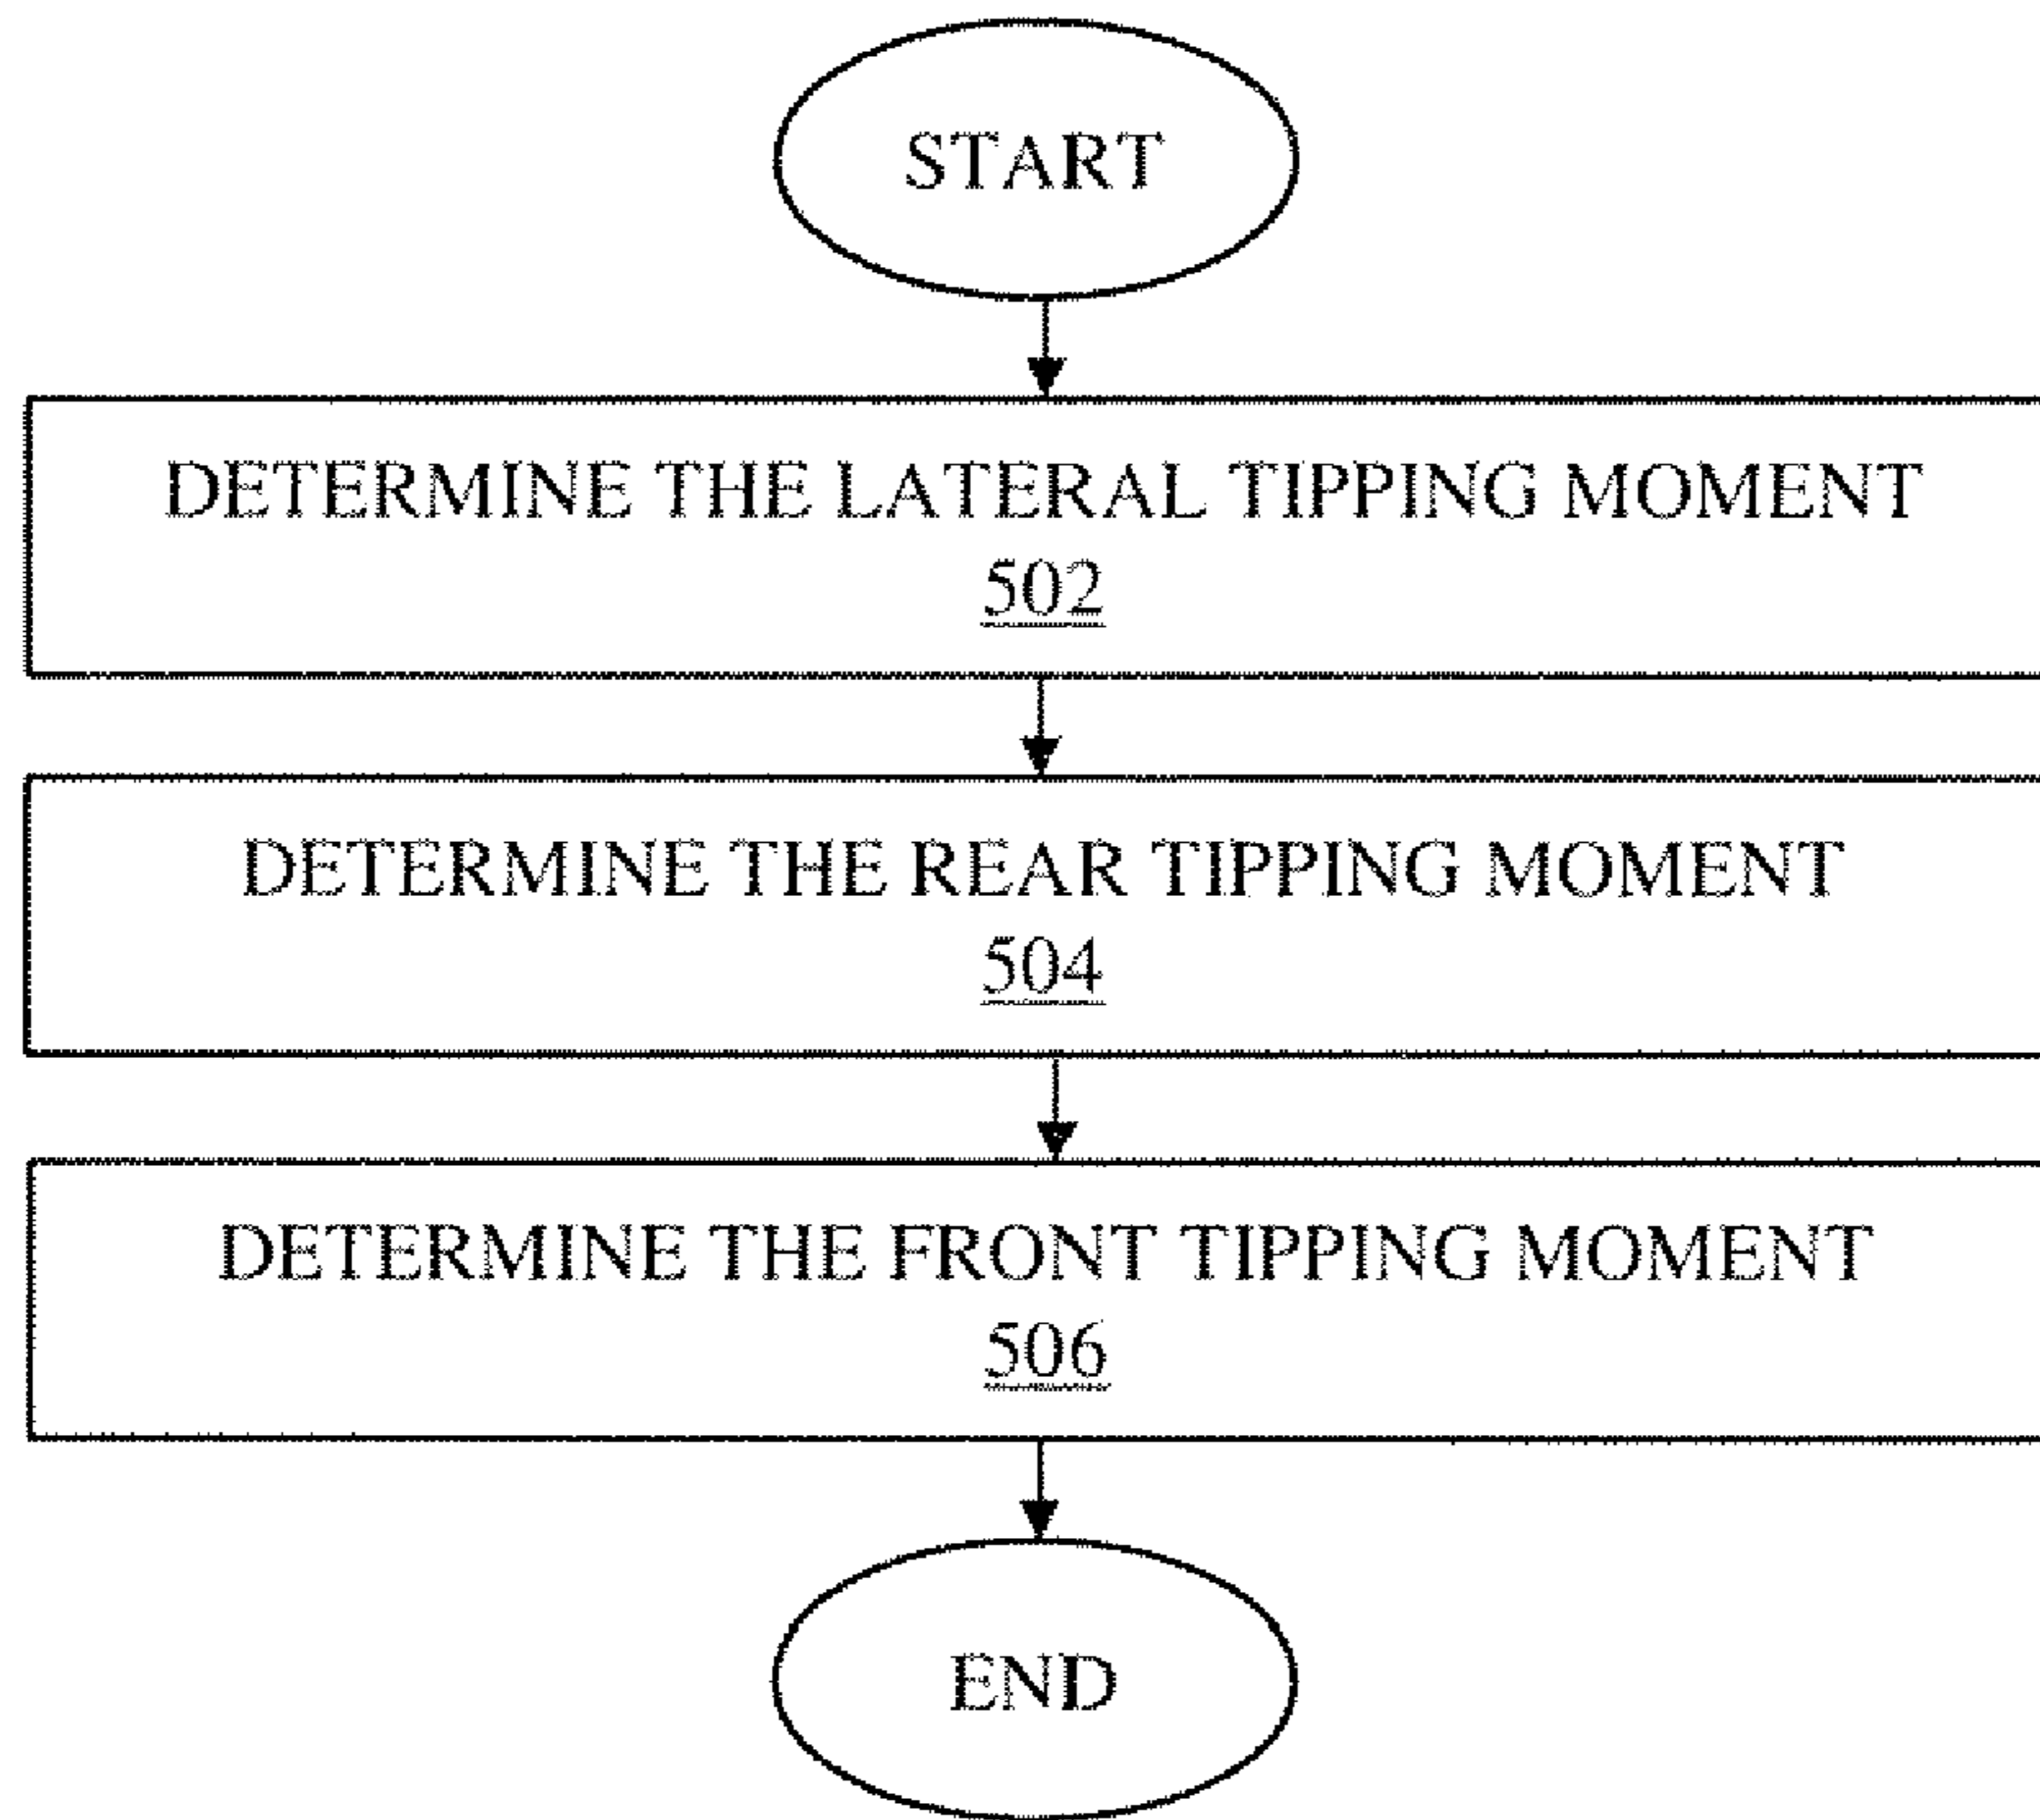 START
DETERMINE THE LATERAL TIPPING MOMENT
502
DETERMINE THE REAR TIPPING MOMENT
504
DETERMINE THE FRONT TIPPING MOMENT
506
END